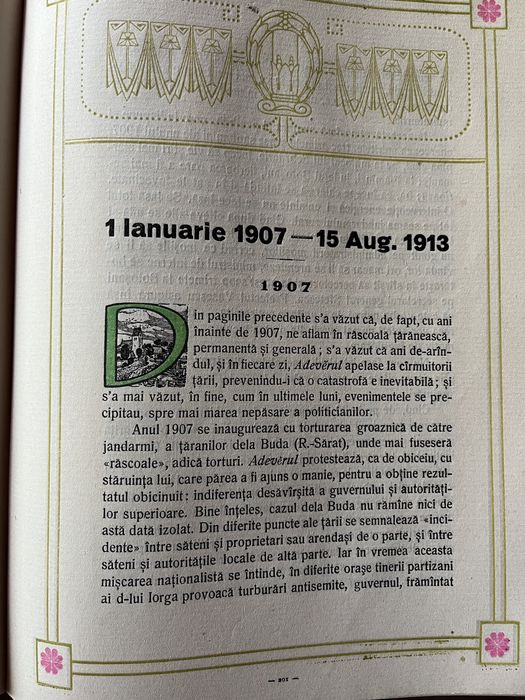 1 Ianuarie 1907 — 15 Aug. 1913
1907
Din paginile precedente s'a văzut că, de fapt, cu ani
înainte de 1907, ne aflam în răscoala țărănească,
permanentă și generală ; s'a văzut că ani de-arîn-
dul, și în fiecare zi, Adevĕrul apelase la cîrmuitorii
țării, prevenindu-i că o catastrofă e inevitabilă ; și
s'a mai văzut, în fine, cum în ultimele luni, evenimentele se pre-
cipitau, spre mai marea nepăsare a politicianilor.
Anul 1907 se inaugurează cu torturarea groaznică de către
jandarmi, a țăranilor dela Buda (R.-Sărat), unde mai fuseseră
«răscoale», adică torturi. Adevĕrul protestează, ca de obiceiu, cu
stăruința lui, care părea a fi ajuns o manie, pentru a obține rezul-
tatul obicinuit : indiferența desăvîrșită a guvernului și autorități-
lor superioare. Bine înțeles, cazul dela Buda nu rămîne nici de
astă dată izolat. Din diferite puncte ale țării se semnalează «inci-
dente» între săteni și proprietari sau arendași de o parte, și între
săteni și autoritățile locale de altă parte. Iar în vremea aceasta
mișcarea naționalistă se întinde, în diferite orașe tinerii partizani
ai d-lui Iorga provoacă turburări antisemite, guvernul, frămîntat
— 201 —